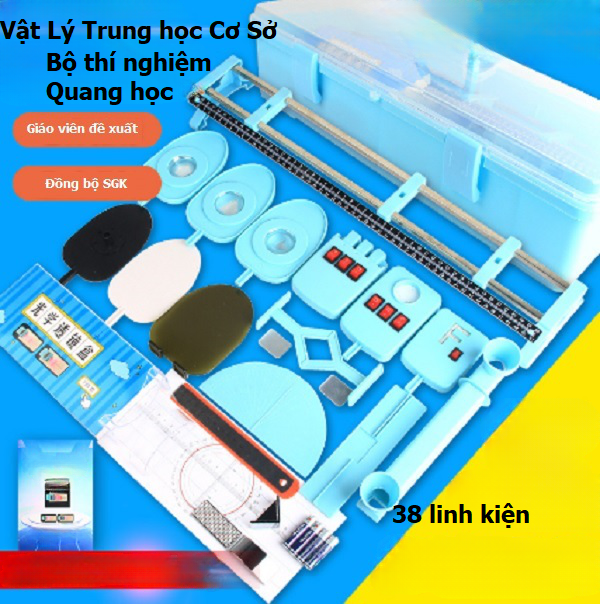 Vật Lý Trung học Cơ Sở
Bộ thí nghiệm
Quang học
Giáo viên đề xuất
Đồng bộ SGK
38 linh kiện